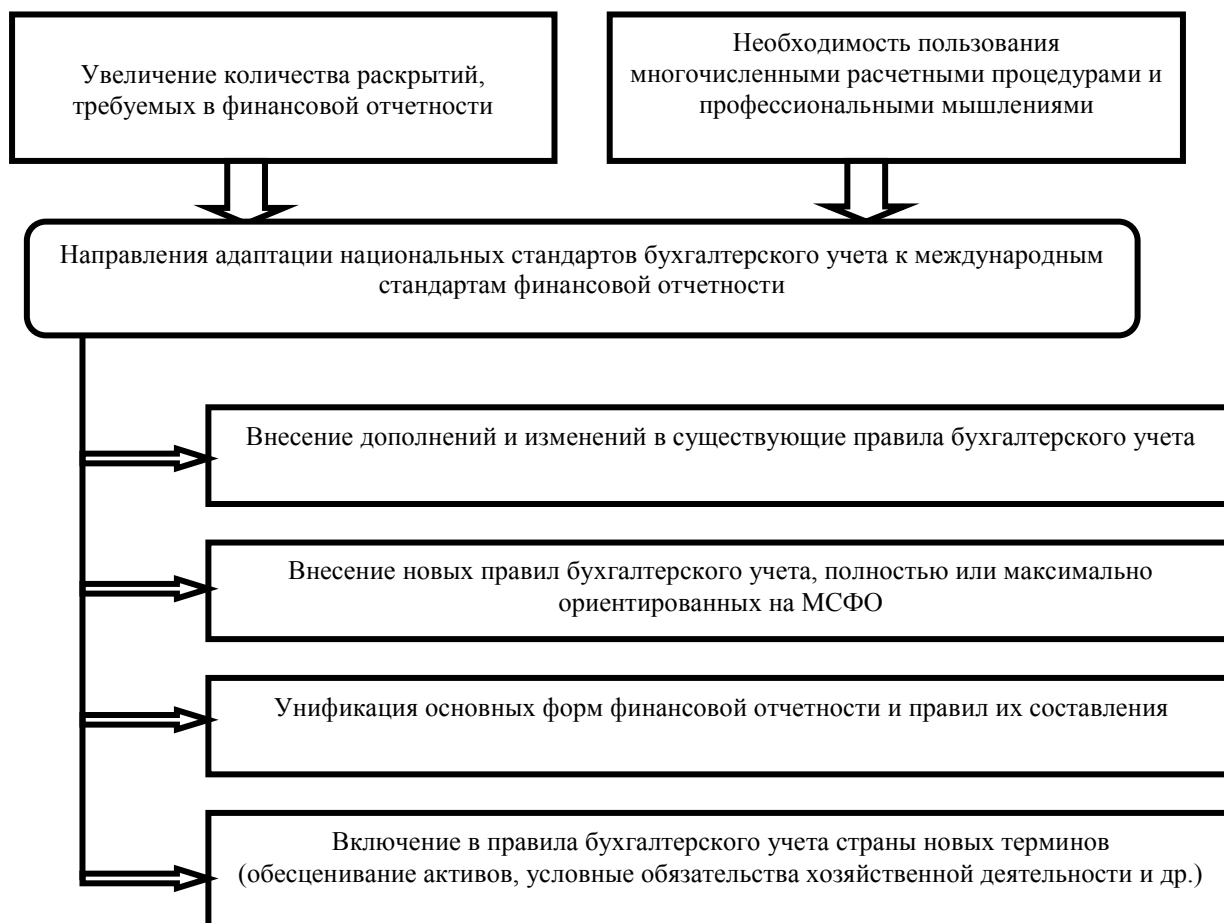 Увеличение количества раскрытий,
требуемых в финансовой отчетности
Необходимость пользования
многочисленными расчетными процедурами и
профессиональными мышлениями
Направления адаптации национальных стандартов бухгалтерского учета к международным
стандартам финансовой отчетности
Внесение дополнений и изменений в существующие правила бухгалтерского учета
Внесение новых правил бухгалтерского учета, полностью или максимально
ориентированных на МСФО
Унификация основных форм финансовой отчетности и правил их составления
Включение в правила бухгалтерского учета страны новых терминов
(обесценивание активов, условные обязательства хозяйственной деятельности и др.)